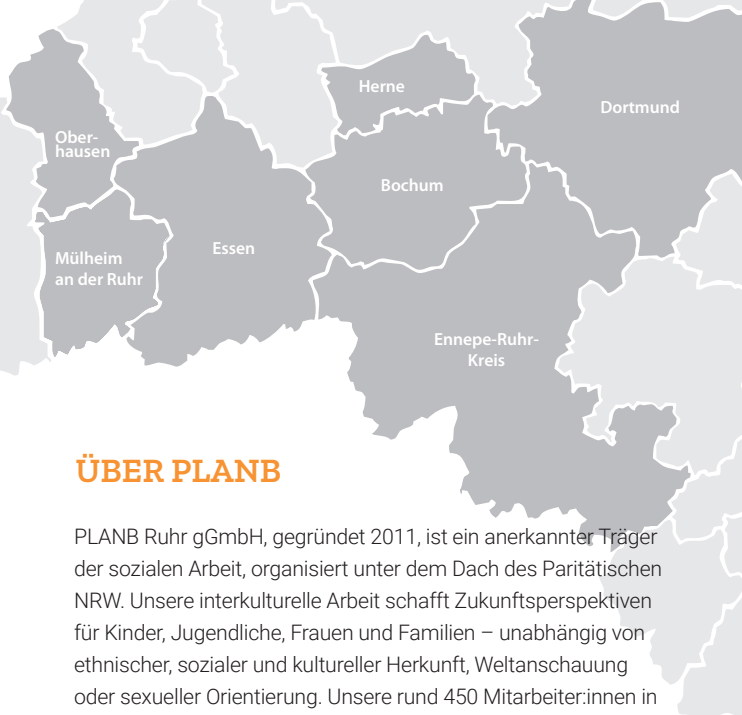 Herne
Dortmund
Ober-
hausen
Bochum
Essen
Mülheim
an der Ruhr
Ennepe-Ruhr-
Kreis
ÜBER PLANB
PLANB Ruhr gGmbH, gegründet 2011, ist ein anerkannter Träger
der sozialen Arbeit, organisiert unter dem Dach des Paritätischen
NRW. Unsere interkulturelle Arbeit schafft Zukunftsperspektiven
für Kinder, Jugendliche, Frauen und Familien – unabhängig von
ethnischer, sozialer und kultureller Herkunft, Weltanschauung
oder sexueller Orientierung. Unsere rund 450 Mitarbeiter:innen in